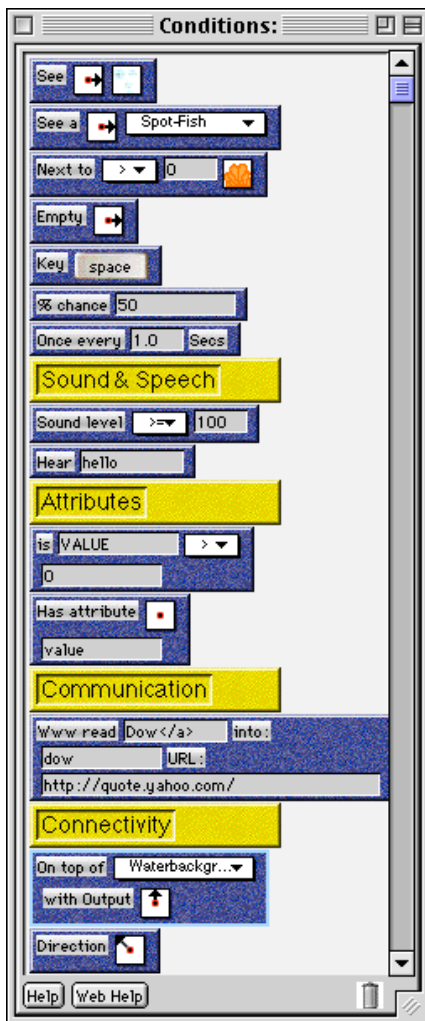 Conditions:
See
See a Spot-Fish
Next to > 0
Empty
Key space
% chance 50
Once every 1.0 Secs
Sound & Speech
Sound level >= 100
Hear hello
Attributes
is VALUE >
0
Has attribute
value
Communication
Www read Dow</a> into:
dow URL:
http://quote.yahoo.com/
Connectivity
On top of Waterbackgr...
with Output
Direction
Help Web Help